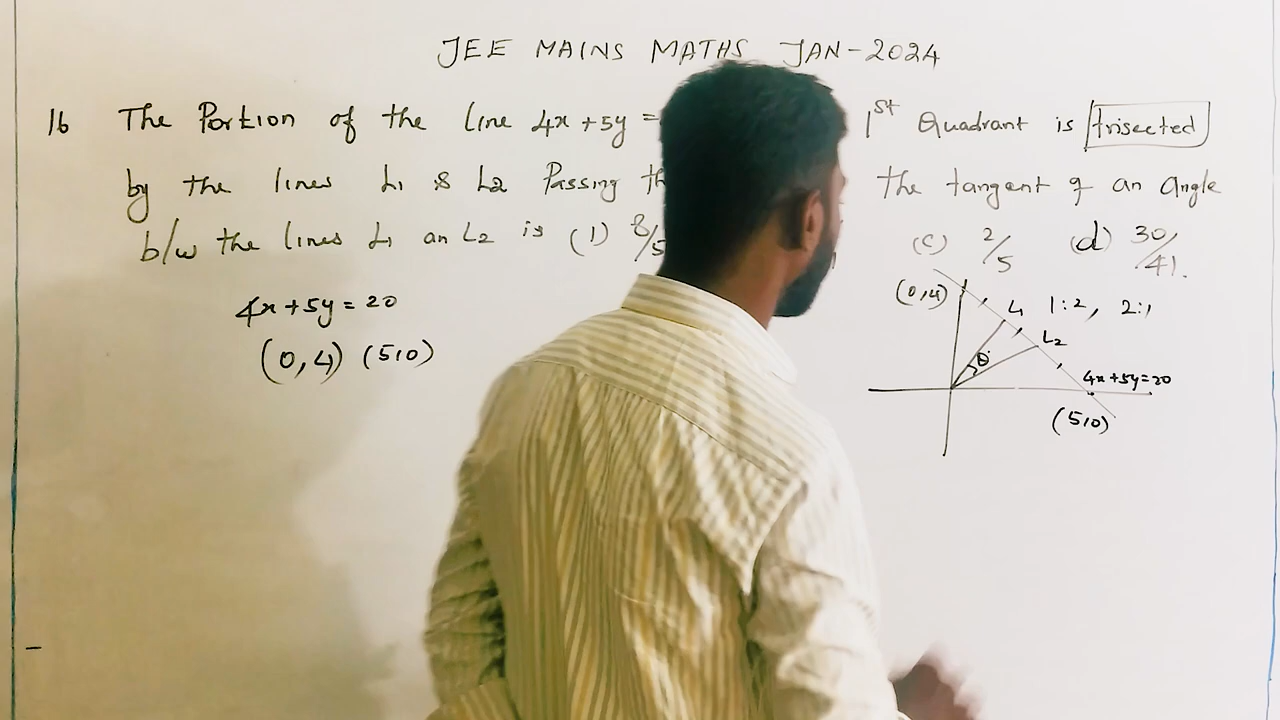 JEE MAINS MATHS JAN-2024
16 The Portion of the line 4x+5y = 1st Quadrant is trisected
by the lines L1 & L2 Passing th the tangent of an angle
b/w the lines L1 an L2 is (1) 8/5 (c) 2/5 (d) 30/41.
4x+5y=20
(0,4) (5,0)
(0,4) L1 1:2, 2:1
L2
θ
4x+5y=20
(5,0)